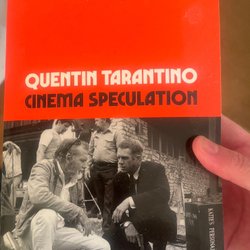 QUENTIN TARANTINO
CINEMA SPECULATION